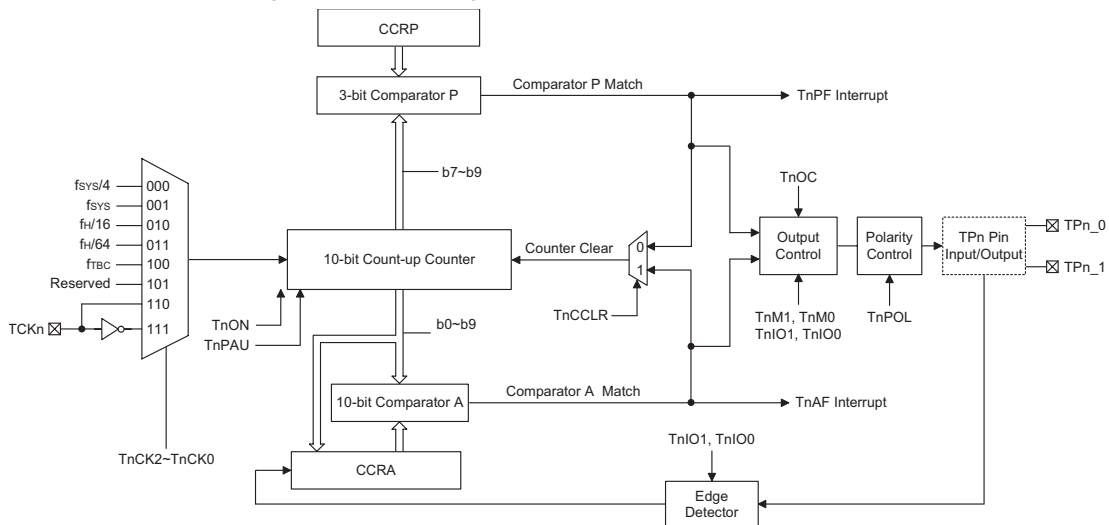 CCRP
3-bit Comparator P
Comparator P Match
TnPF Interrupt
b7~b9
fSYS/4
000
fSYS
001
fH/16
010
fH/64
011
fTBC
100
Reserved
101
110
TCKn
111
10-bit Count-up Counter
Counter Clear
0
1
TnOC
Output
Control
Polarity
Control
TPn Pin
Input/Output
TPn_0
TPn_1
TnON
TnPAU
b0~b9
TnCCLR
TnM1, TnM0
TnIO1, TnIO0
TnPOL
10-bit Comparator A
Comparator A Match
TnAF Interrupt
TnCK2~TnCK0
CCRA
TnIO1, TnIO0
Edge
Detector